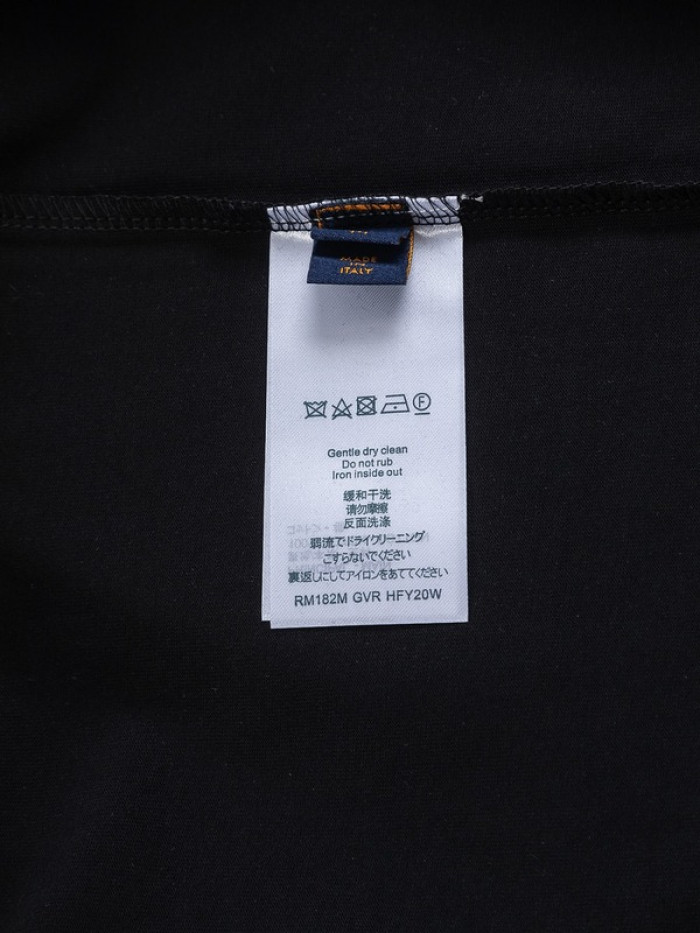 MADE
IN
ITALY
F
Gentle dry clean
Do not rub
Iron inside out
缓和干洗
请勿摩擦
反面洗涤
弱流でドライクリーニング
こすらないでください
裏返しにしてアイロンをあててください
RM182M GVR HFY20W